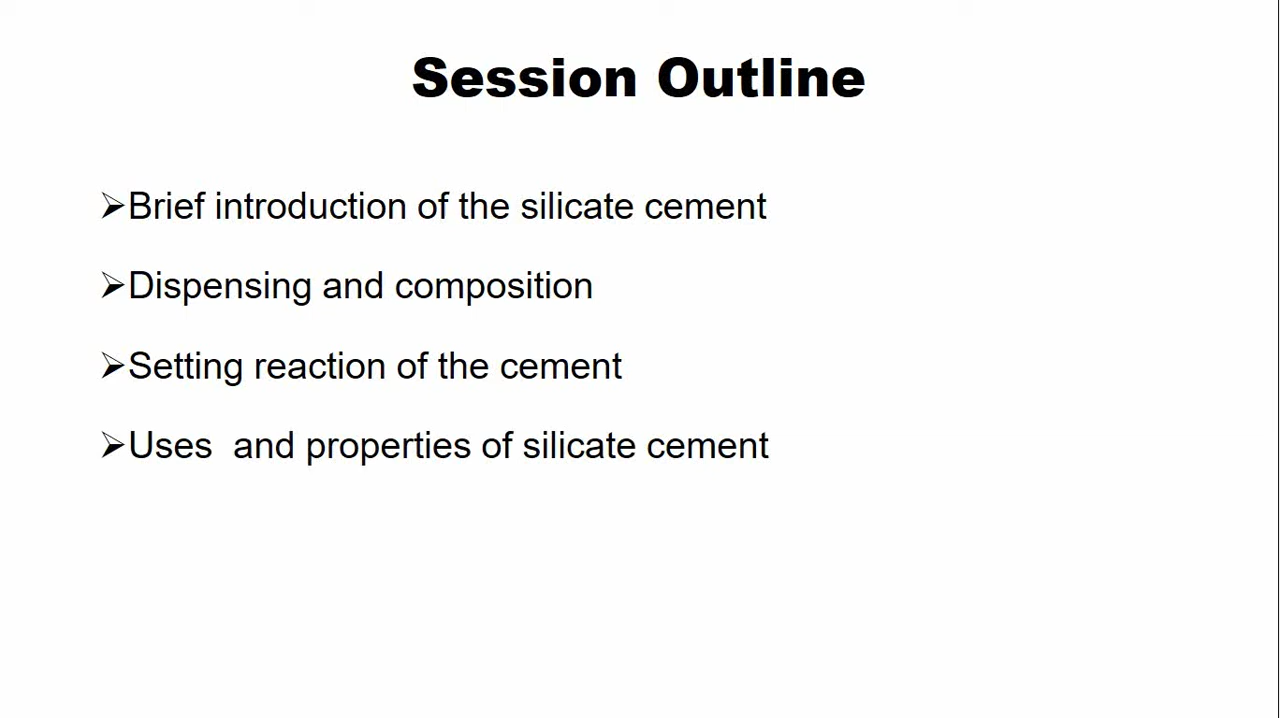 Session Outline
➢Brief introduction of the silicate cement
➢Dispensing and composition
➢Setting reaction of the cement
➢Uses  and properties of silicate cement